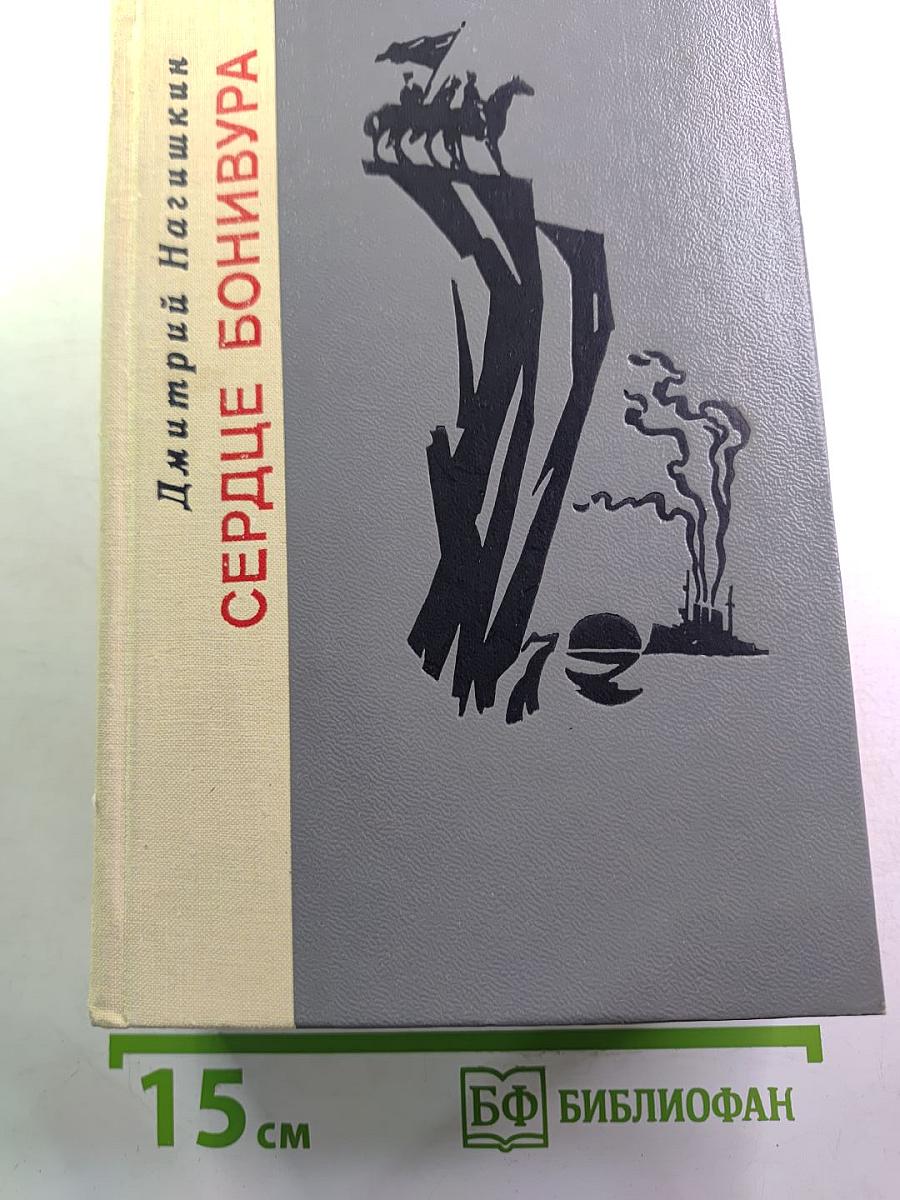 Дмитрий Нагишкин
СЕРДЦЕ БОНИВУРА
15 см
БФ БИБЛИОФАН